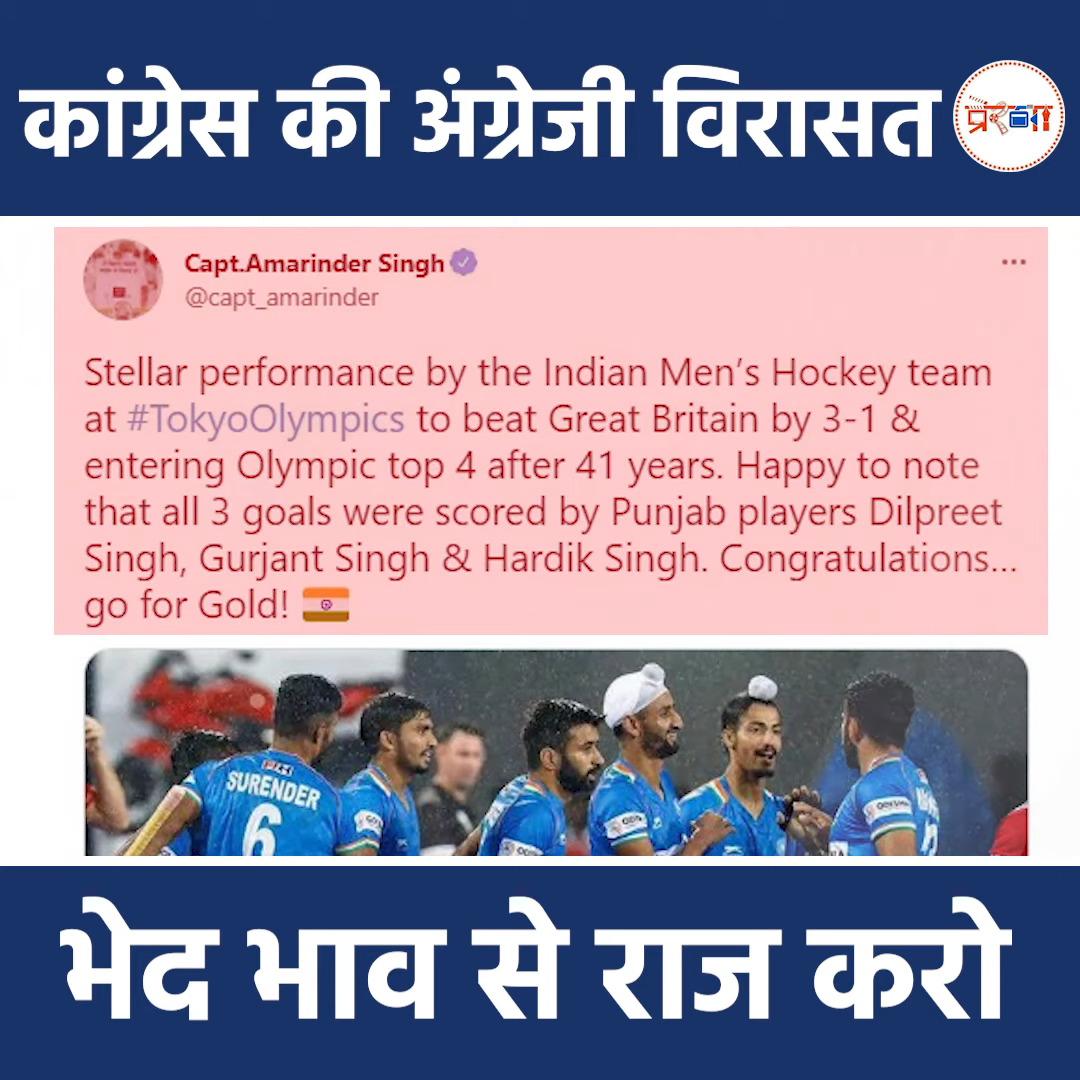 कांग्रेस की अंग्रेजी विरासत
Capt.Amarinder Singh
@capt_amarinder
Stellar performance by the Indian Men’s Hockey team
at #TokyoOlympics to beat Great Britain by 3-1 &
entering Olympic top 4 after 41 years. Happy to note
that all 3 goals were scored by Punjab players Dilpreet
Singh, Gurjant Singh & Hardik Singh. Congratulations...
go for Gold!
SURENDER
6
भेद भाव से राज करो